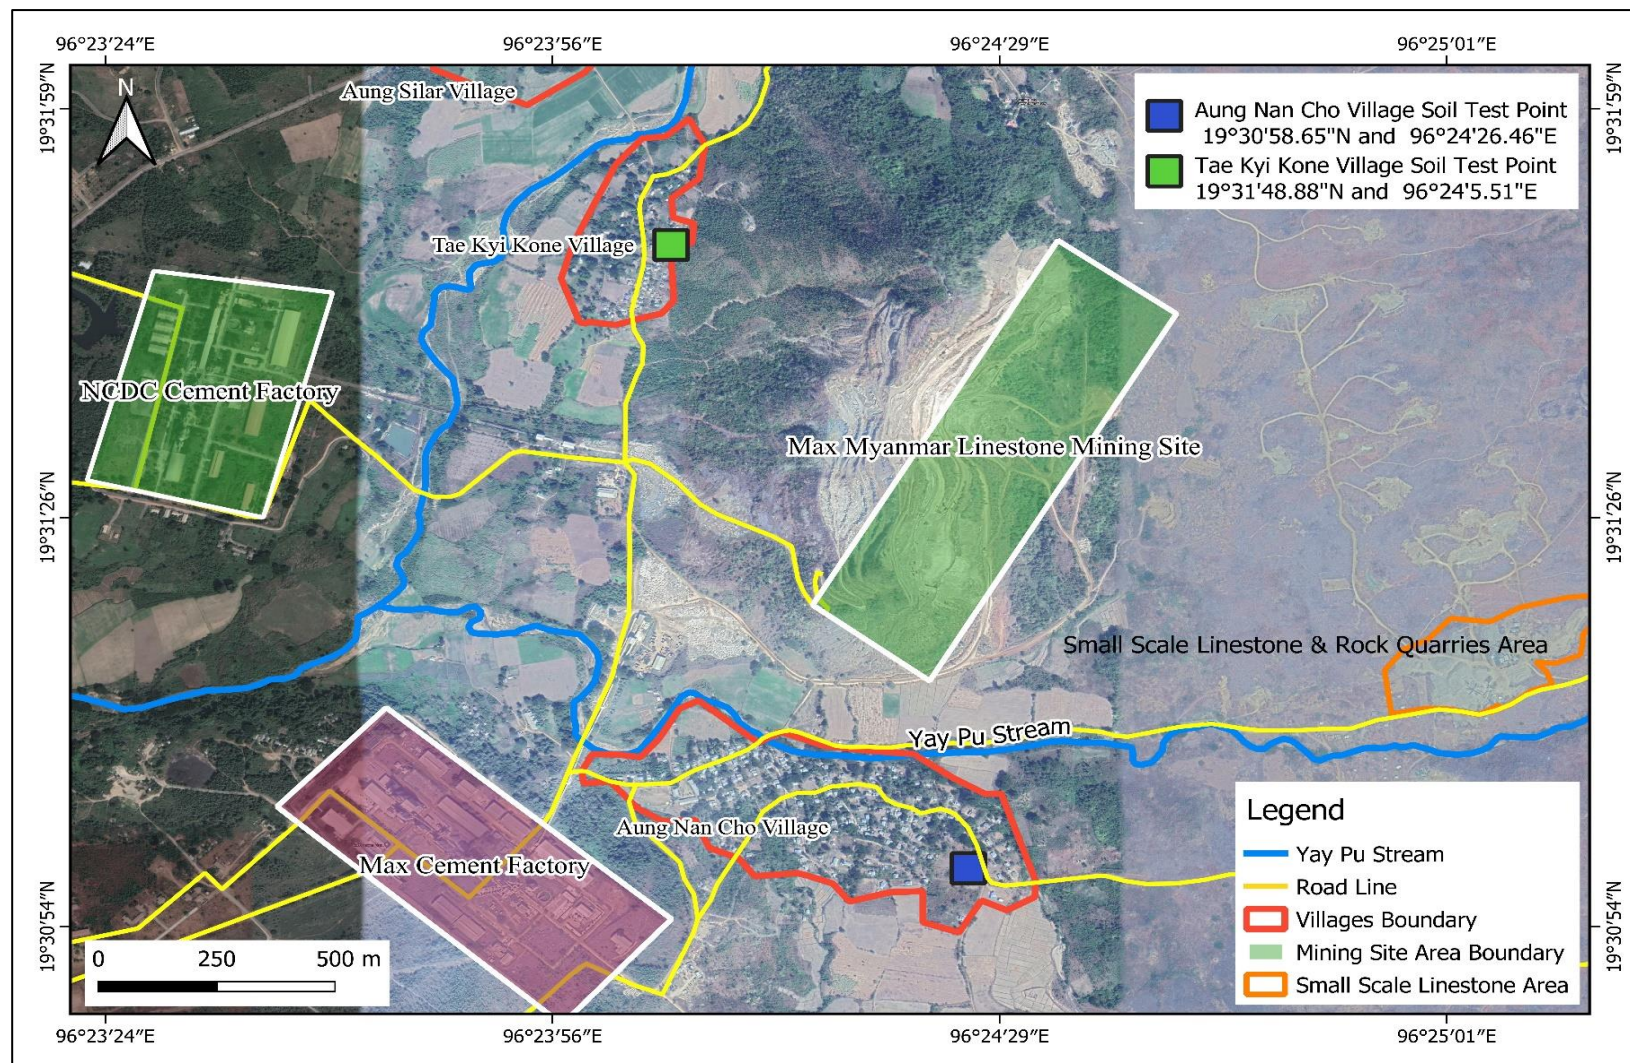 96°23′24″E
96°23′56″E
96°24′29″E
96°25′01″E
19°31′59″N
19°31′59″N
N
Aung Silar Village
Aung Nan Cho Village Soil Test Point
19°30'58.65"N and 96°24'26.46"E
Tae Kyi Kone Village Soil Test Point
19°31'48.88"N and 96°24'5.51"E
Tae Kyi Kone Village
NCDC Cement Factory
Max Myanmar Linestone Mining Site
19°31′26″N
19°31′26″N
Small Scale Linestone & Rock Quarries Area
Yay Pu Stream
Aung Nan Cho Village
Max Cement Factory
Legend
Yay Pu Stream
Road Line
Villages Boundary
Mining Site Area Boundary
Small Scale Linestone Area
19°30′54″N
19°30′54″N
0 250 500 m
96°23′24″E
96°23′56″E
96°24′29″E
96°25′01″E